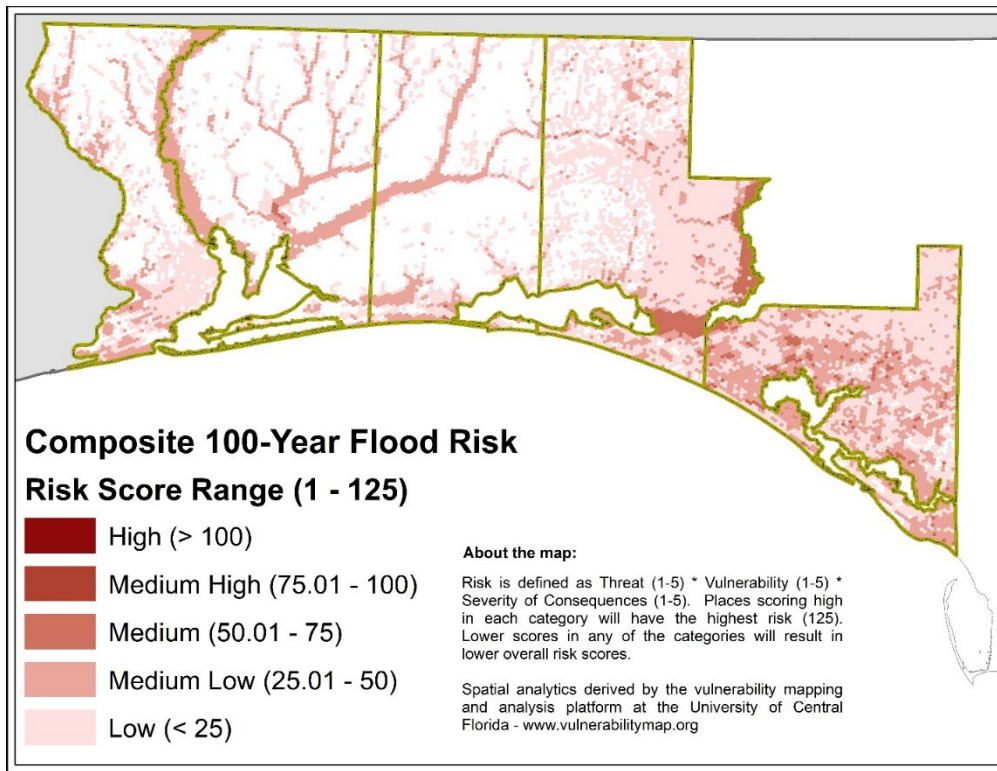 Composite 100-Year Flood Risk
Risk Score Range (1 - 125)
High (> 100)
Medium High (75.01 - 100)
Medium (50.01 - 75)
Medium Low (25.01 - 50)
Low (< 25)
About the map:
Risk is defined as Threat (1-5) * Vulnerability (1-5) *
Severity of Consequences (1-5). Places scoring high
in each category will have the highest risk (125).
Lower scores in any of the categories will result in
lower overall risk scores.
Spatial analytics derived by the vulnerability mapping
and analysis platform at the University of Central
Florida - www.vulnerabilitymap.org